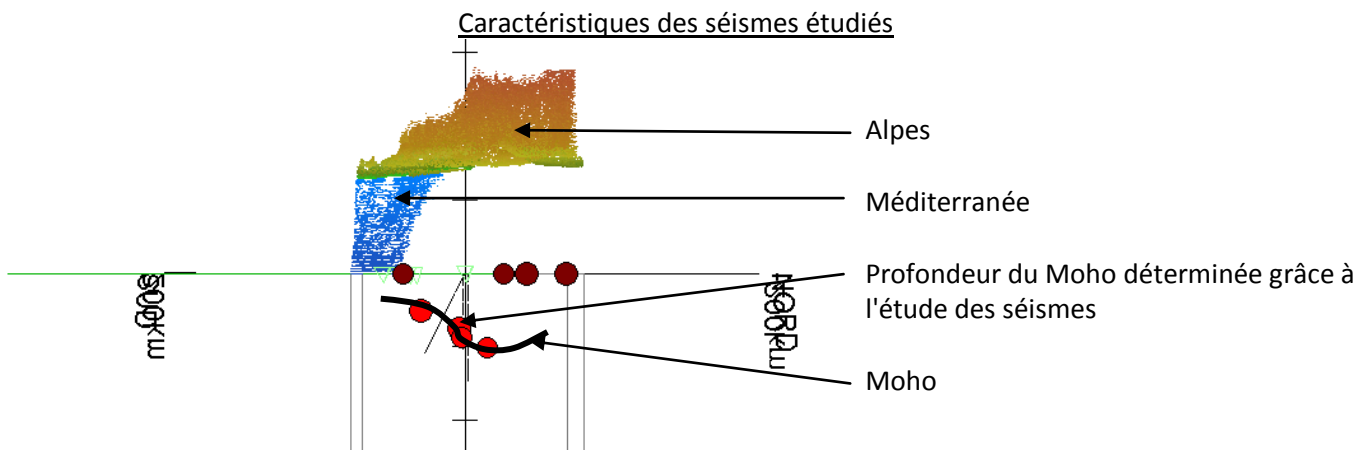 Caractéristiques des séismes étudiés
Alpes
Méditerranée
Profondeur du Moho déterminée grâce à
l'étude des séismes
Moho